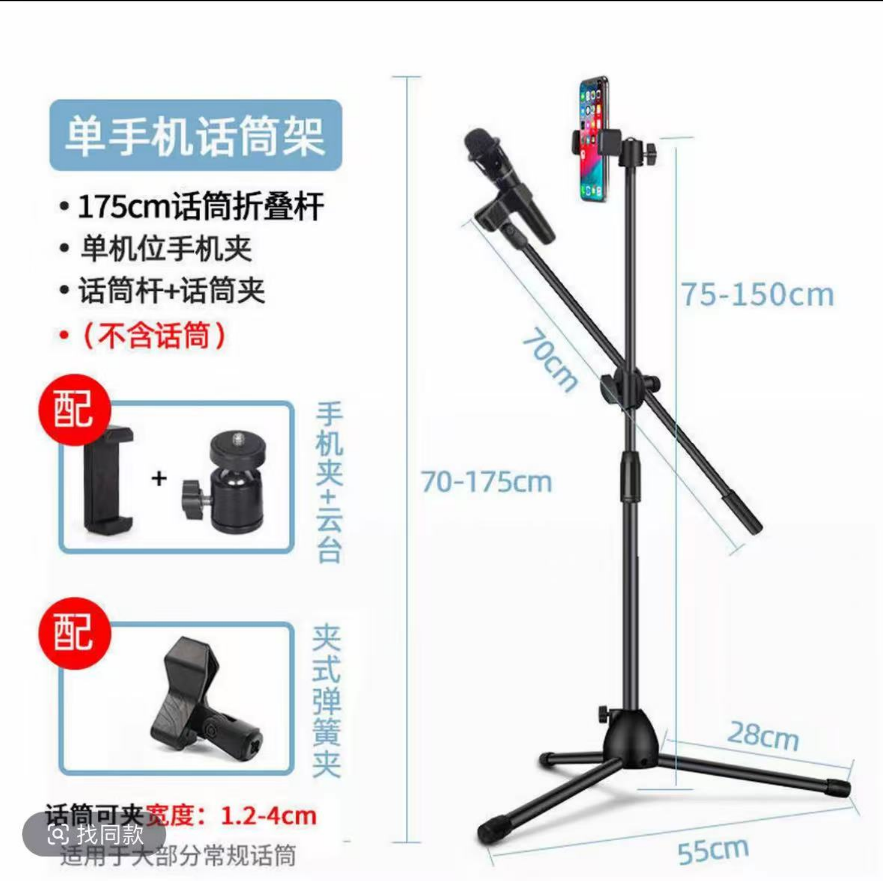 单手机话筒架
• 175cm话筒折叠杆
• 单机位手机夹
• 话筒杆+话筒夹
• (不含话筒)
配
+
手机夹+云台
配
夹式弹簧夹
话筒可夹宽度：1.2-4cm
找同款
适用于大部分常规话筒
75-150cm
70cm
70-175cm
28cm
55cm